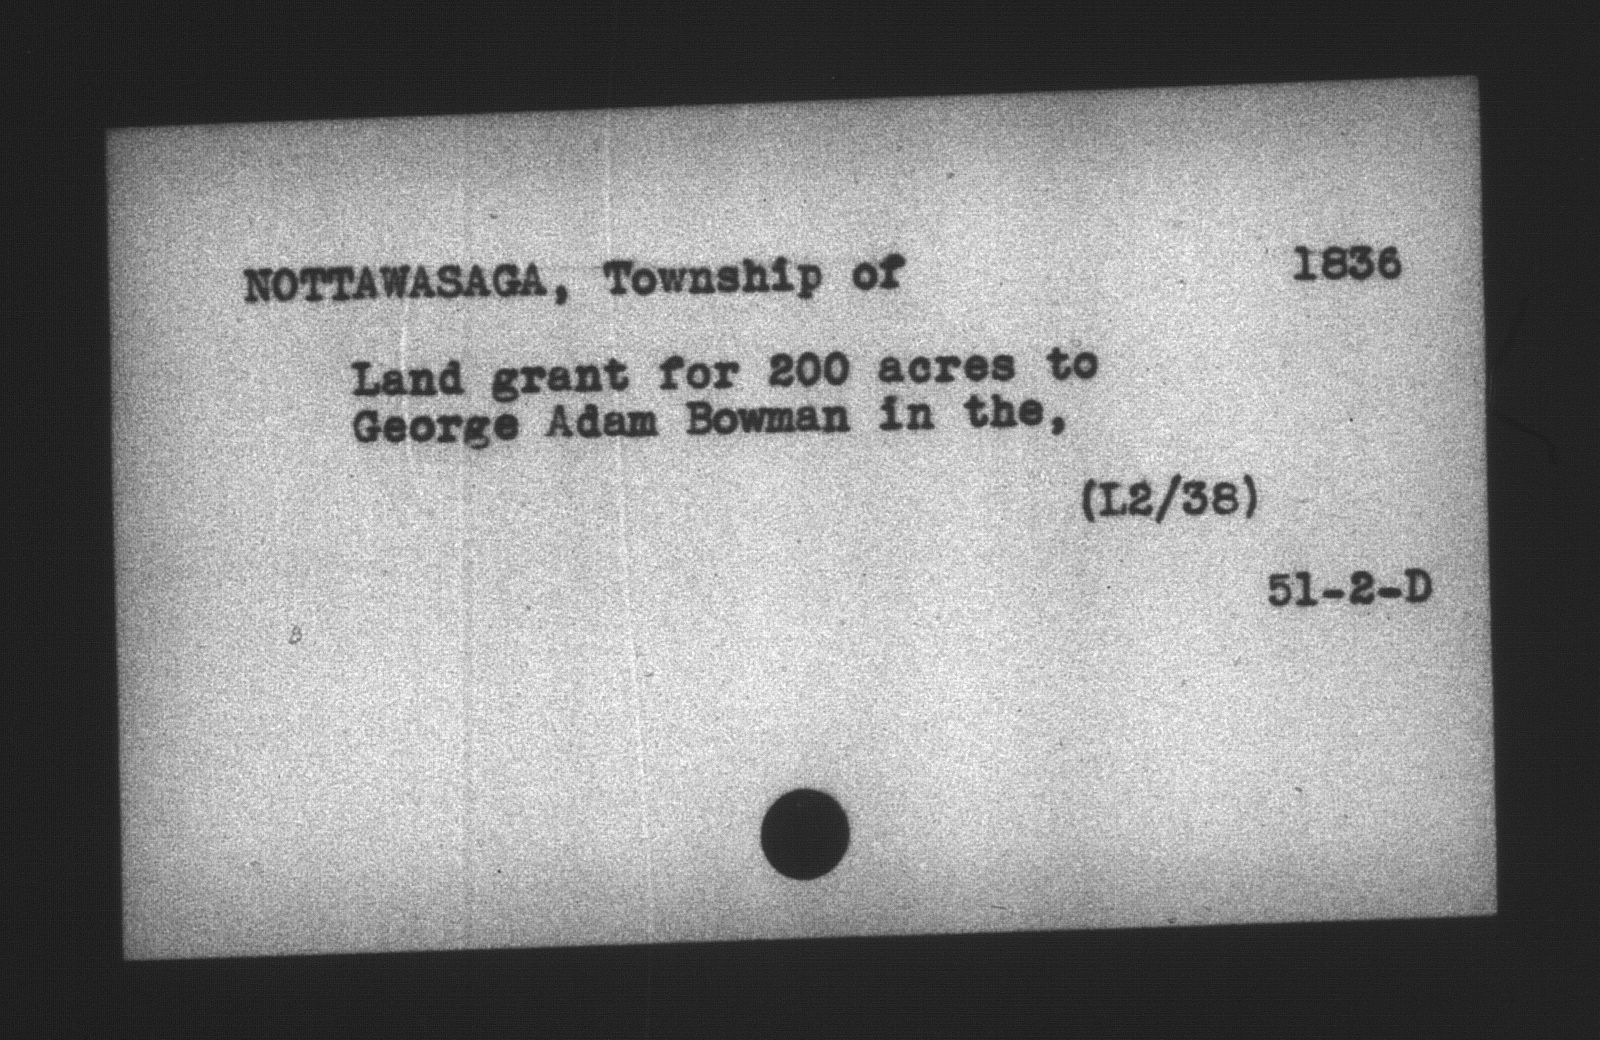 NOTTAWASAGA, Township of 1836
Land grant for 200 acres to
George Adam Bowman in the,
(L2/38)
51-2-D